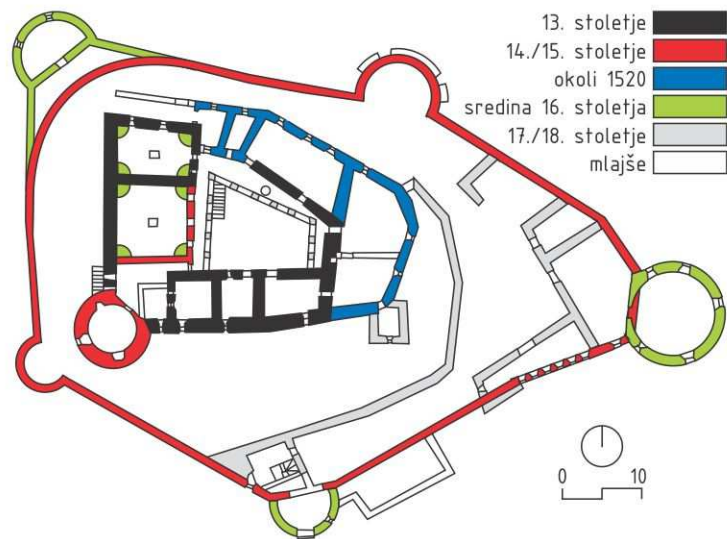 13. stoletje
14./15. stoletje
okoli 1520
sredina 16. stoletja
17./18. stoletje
mlajše
0 10